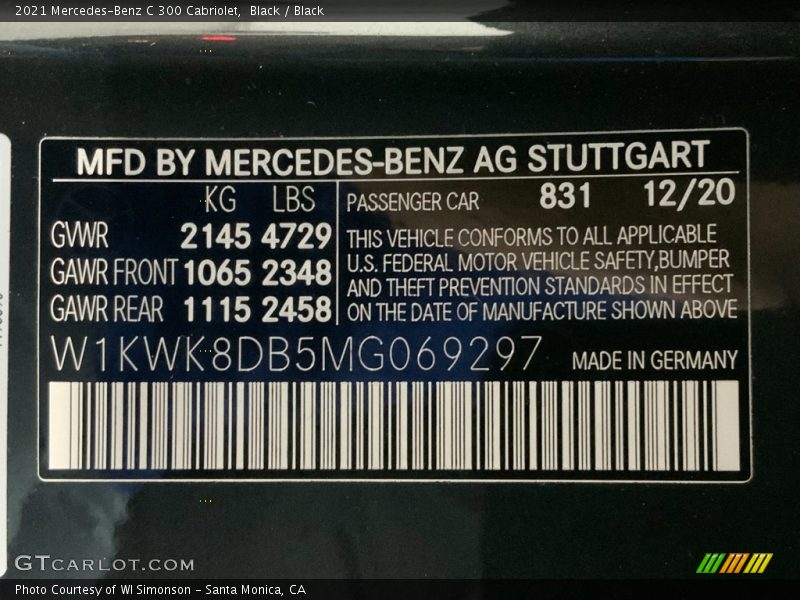 2021 Mercedes-Benz C 300 Cabriolet,  Black / Black
MFD BY MERCEDES-BENZ AG STUTTGART
KG LBS
GVWR 2145 4729
GAWR FRONT 1065 2348
GAWR REAR 1115 2458
PASSENGER CAR 831 12/20
THIS VEHICLE CONFORMS TO ALL APPLICABLE
U.S. FEDERAL MOTOR VEHICLE SAFETY,BUMPER
AND THEFT PREVENTION STANDARDS IN EFFECT
ON THE DATE OF MANUFACTURE SHOWN ABOVE
W1KWK8DB5MG069297 MADE IN GERMANY
GTCARLOT.COM
Photo Courtesy of WI Simonson - Santa Monica, CA